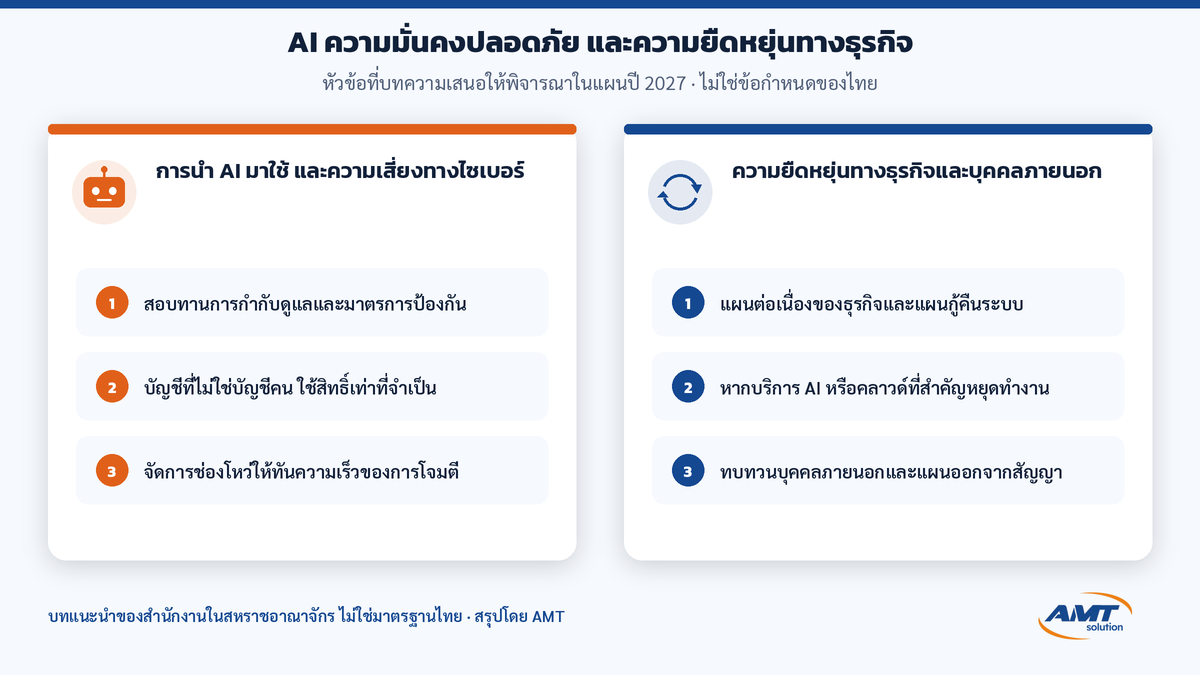 AI ความมั่นคงปลอดภัย และความยืดหยุ่นทางธุรกิจ
หัวข้อที่บทความเสนอให้พิจารณาในแผนปี 2027 · ไม่ใช่ข้อกำหนดของไทย
การนำ AI มาใช้ และความเสี่ยงทางไซเบอร์
1 สอบทานการกำกับดูแลและมาตรการป้องกัน
2 บัญชีที่ไม่ใช่บัญชีคน ใช้สิทธิ์เท่าที่จำเป็น
3 จัดการช่องโหว่ให้ทันความเร็วของการโจมตี
ความยืดหยุ่นทางธุรกิจและบุคคลภายนอก
1 แผนต่อเนื่องของธุรกิจและแผนกู้คืนระบบ
2 หากบริการ AI หรือคลาวด์ที่สำคัญหยุดทำงาน
3 ทบทวนบุคคลภายนอกและแผนออกจากสัญญา
บทแนะนำของสำนักงานในสหราชอาณาจักร ไม่ใช่มาตรฐานไทย · สรุปโดย AMT
AMT
solution